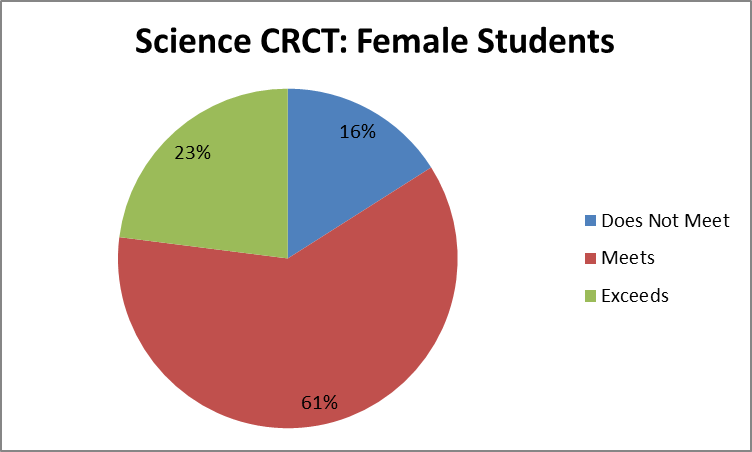 Science CRCT: Female Students
16%
23%
61%
Does Not Meet
Meets
Exceeds